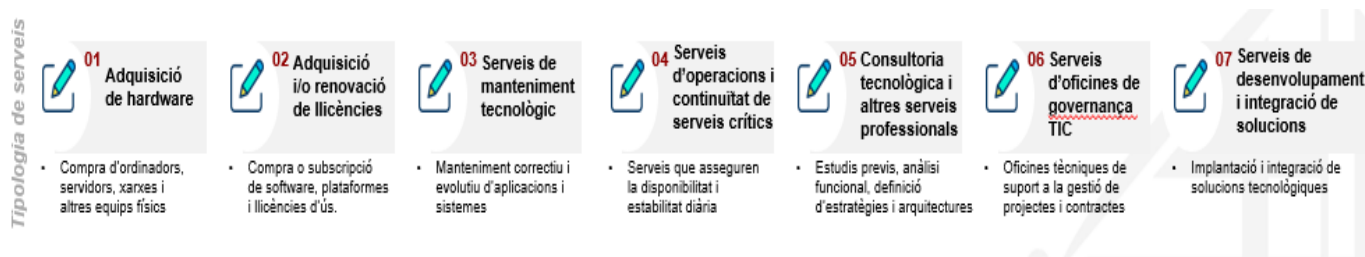 Tipologia de serveis
01
Adquisició
de hardware
• Compra d'ordinadors,
servidors, xarxes i
altres equips físics
02 Adquisició
i/o renovació
de llicències
• Compra o subscripció
de software, plataformes
i llicències d'ús.
03 Serveis de
manteniment
tecnològic
• Manteniment correctiu i
evolutiu d'aplicacions i
sistemes
04 Serveis
d'operacions i
continuïtat de
serveis crítics
• Serveis que asseguren
la disponibilitat i
estabilitat diària
05 Consultoria
tecnològica i
altres serveis
professionals
• Estudis previs, anàlisi
funcional, definició
d'estratègies i arquitectures
06 Serveis
d'oficines de
governança
TIC
• Oficines tècniques de
suport a la gestió de
projectes i contractes
07 Serveis de
desenvolupament
i integració de
solucions
• Implantació i integració de
solucions tecnològiques